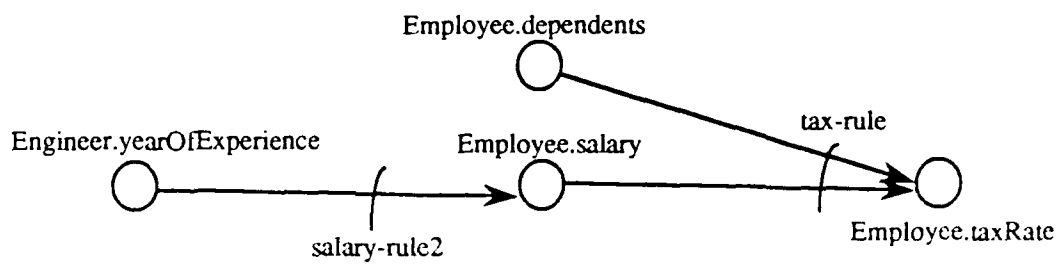 Employee.dependents
tax-rule
Engineer.yearOfExperience
Employee.salary
salary-rule2
Employee.taxRate